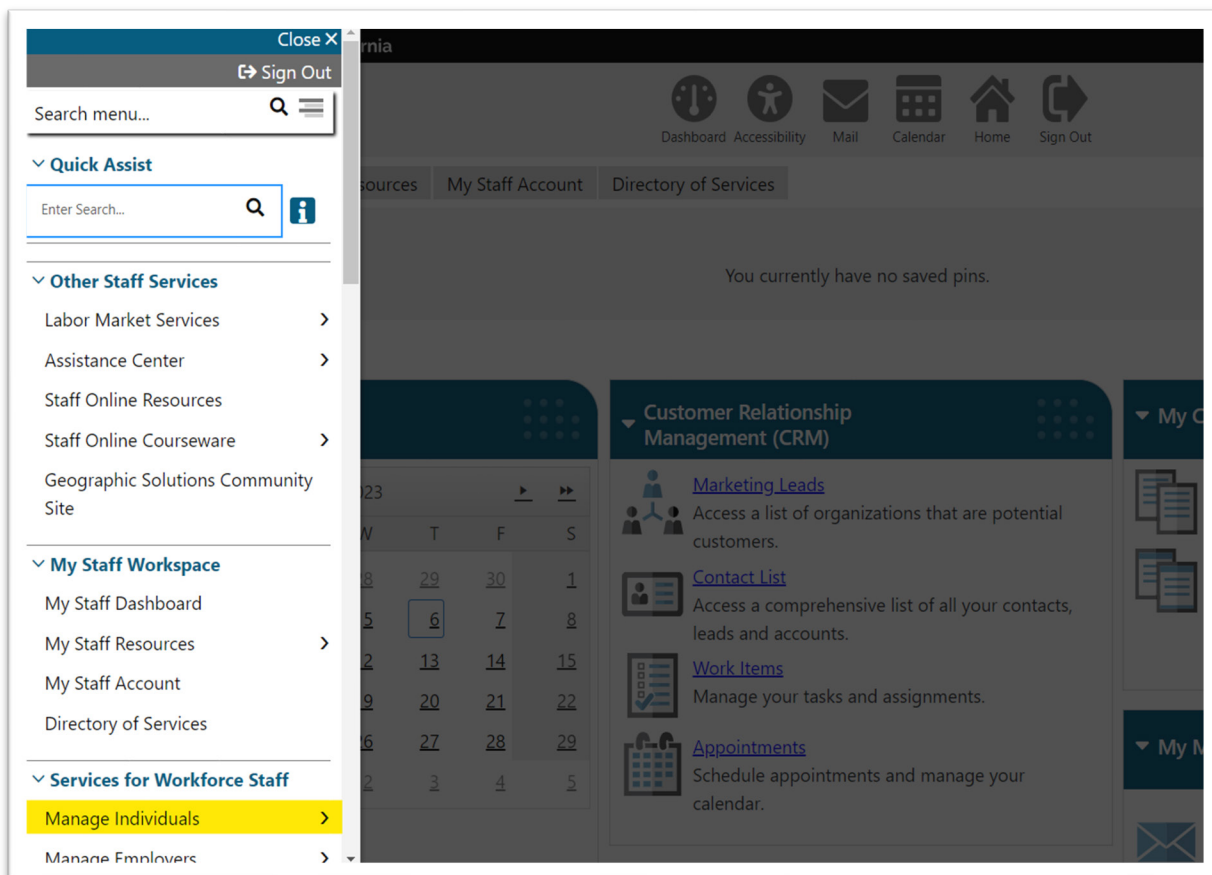 Close ✕
Sign Out
Search menu...
Quick Assist
Enter Search...
Other Staff Services
Labor Market Services
Assistance Center
Staff Online Resources
Staff Online Courseware
Geographic Solutions Community
Site
My Staff Workspace
My Staff Dashboard
My Staff Resources
My Staff Account
Directory of Services
Services for Workforce Staff
Manage Individuals
Manage Employers
rnia
Dashboard Accessibility Mail Calendar Home Sign Out
sources My Staff Account Directory of Services
You currently have no saved pins.
023
W T F S
8 29 30 1
5 6 7 8
2 13 14 15
9 20 21 22
6 27 28 29
2 3 4 5
Customer Relationship
Management (CRM)
Marketing Leads
Access a list of organizations that are potential
customers.
Contact List
Access a comprehensive list of all your contacts,
leads and accounts.
Work Items
Manage your tasks and assignments.
Appointments
Schedule appointments and manage your
calendar.
My C
My M